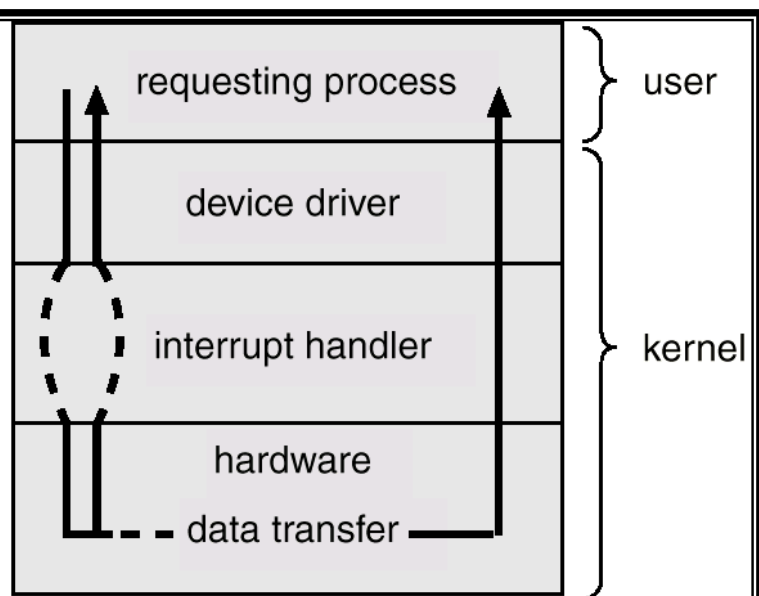 requesting process
user
device driver
interrupt handler
kernel
hardware
data transfer